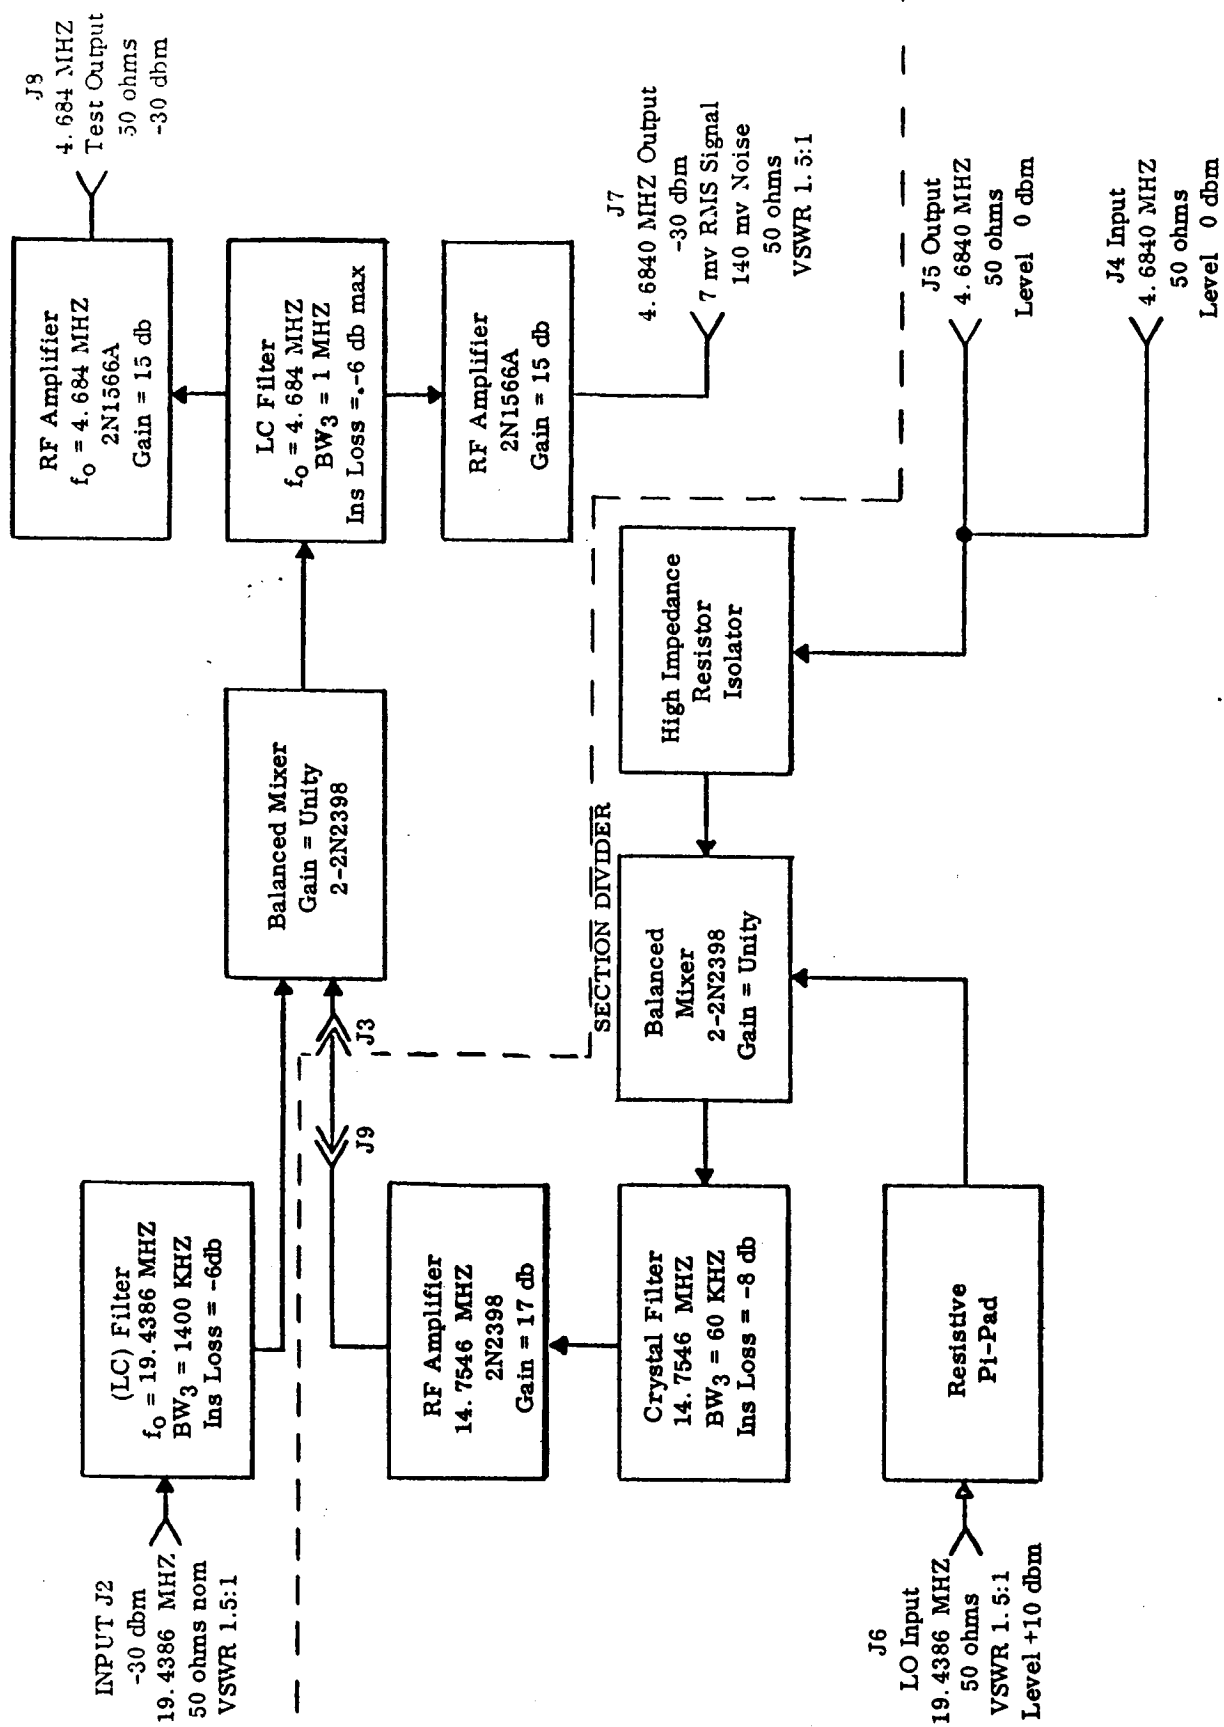 INPUT J2
-30 dbm
19.4386 MHZ
50 ohms nom
VSWR 1.5:1
(LC) Filter
fo = 19.4386 MHZ
BW3 = 1400 KHZ
Ins Loss = -6db
Balanced Mixer
Gain = Unity
2-2N2398
LC Filter
fo = 4.684 MHZ
BW3 = 1 MHZ
Ins Loss = -6 db max
RF Amplifier
fo = 4.684 MHZ
2N1566A
Gain = 15 db
J8
4.684 MHZ
Test Output
50 ohms
-30 dbm
RF Amplifier
2N1566A
Gain = 15 db
J7
4.6840 MHZ Output
-30 dbm
7 mv RMS Signal
140 mv Noise
50 ohms
VSWR 1.5:1
J3
J9
SECTION DIVIDER
RF Amplifier
14.7546 MHZ
2N2398
Gain = 17 db
Crystal Filter
14.7546 MHZ
BW3 = 60 KHZ
Ins Loss = -8 db
Balanced
Mixer
2-2N2398
Gain = Unity
High Impedance
Resistor
Isolator
J5 Output
4.6840 MHZ
50 ohms
Level 0 dbm
J4 Input
4.6840 MHZ
50 ohms
Level 0 dbm
J6
LO Input
19.4386 MHZ
50 ohms
VSWR 1.5:1
Level +10 dbm
Resistive
Pi-Pad